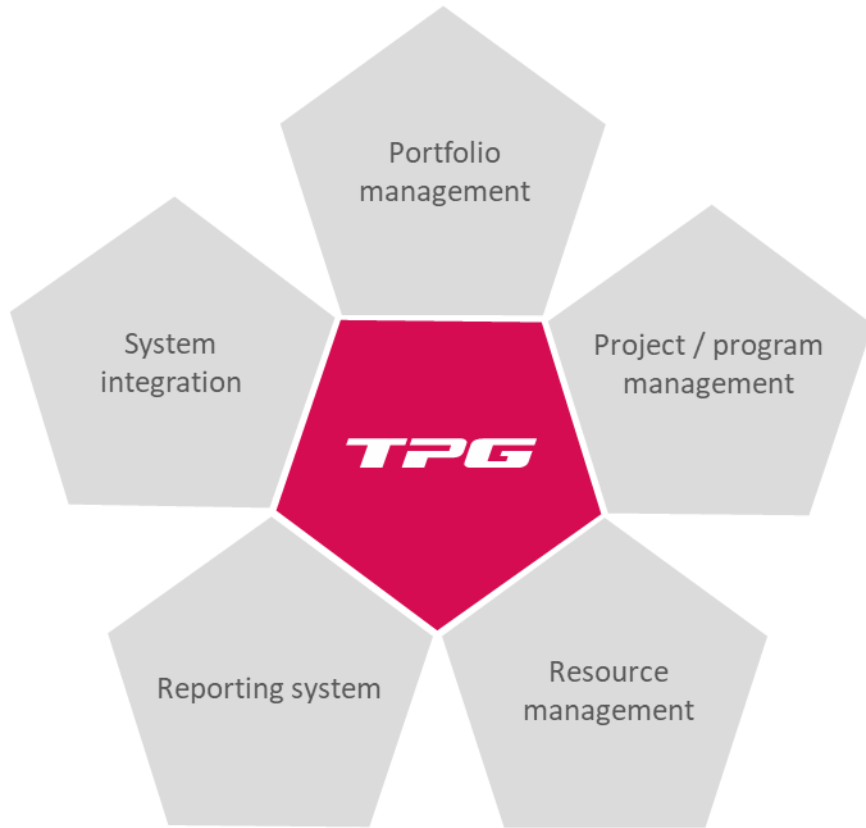 Portfolio
management
System
integration
Project / program
management
TPG
Reporting system
Resource
management